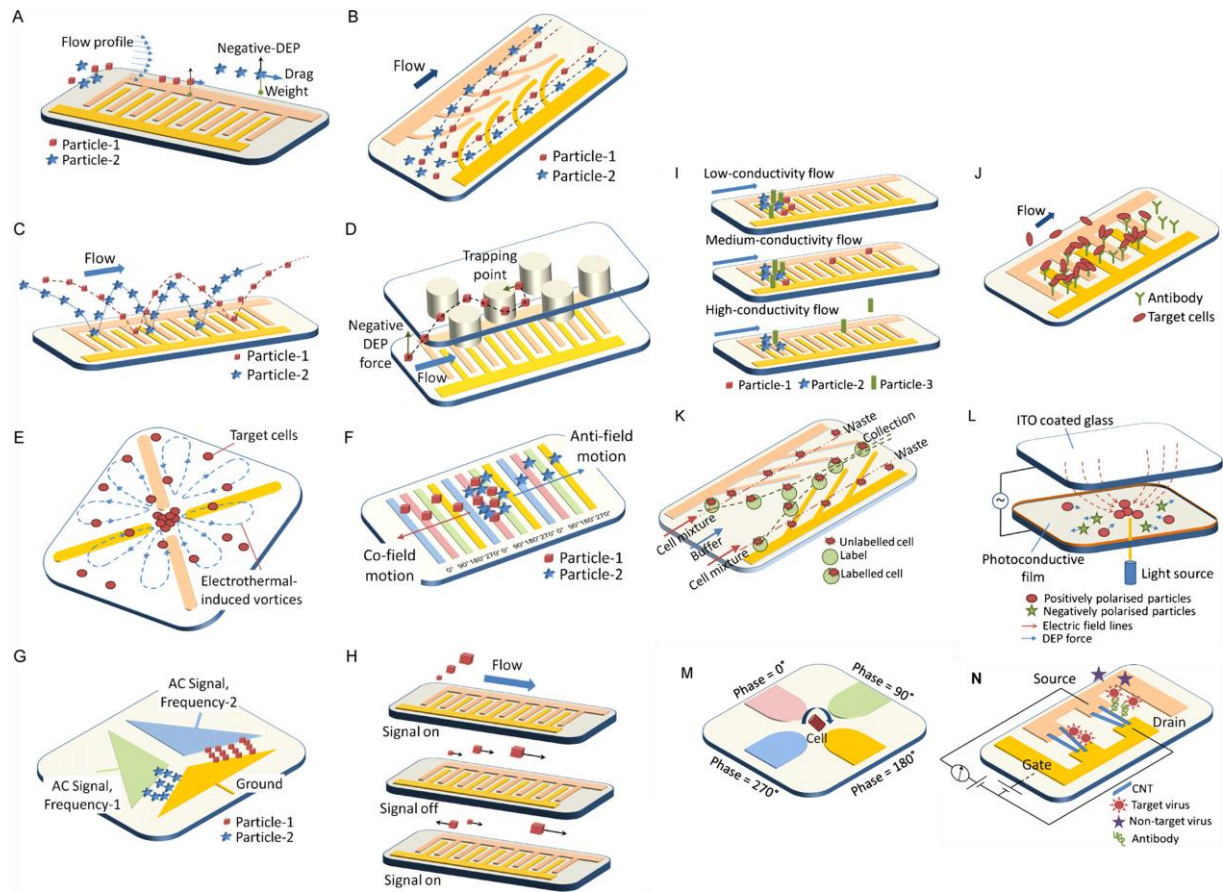 A
Flow profile
Negative-DEP
Drag
Weight
Particle-1
Particle-2
B
Flow
Particle-1
Particle-2
C
Flow
Particle-1
Particle-2
D
Trapping
point
Negative
DEP
force
Flow
E
Target cells
Electrothermal-
induced vortices
F
Anti-field
motion
Co-field
motion
0° 90°180°270°0° 90°180°270°0° 90°180°270°
Particle-1
Particle-2
G
AC Signal,
Frequency-2
AC Signal,
Frequency-1
Ground
Particle-1
Particle-2
H
Flow
Signal on
Signal off
Signal on
I
Low-conductivity flow
Medium-conductivity flow
High-conductivity flow
Particle-1
Particle-2
Particle-3
J
Flow
Antibody
Target cells
K
Waste
Collection
Waste
Cell mixture
Buffer
Cell mixture
Unlabelled cell
Label
Labelled cell
L
ITO coated glass
Photoconductive
film
Light source
Positively polarised particles
Negatively polarised particles
Electric field lines
DEP force
M
Phase = 0°
Phase = 90°
Cell
Phase = 270°
Phase = 180°
N
Source
Drain
Gate
CNT
Target virus
Non-target virus
Antibody